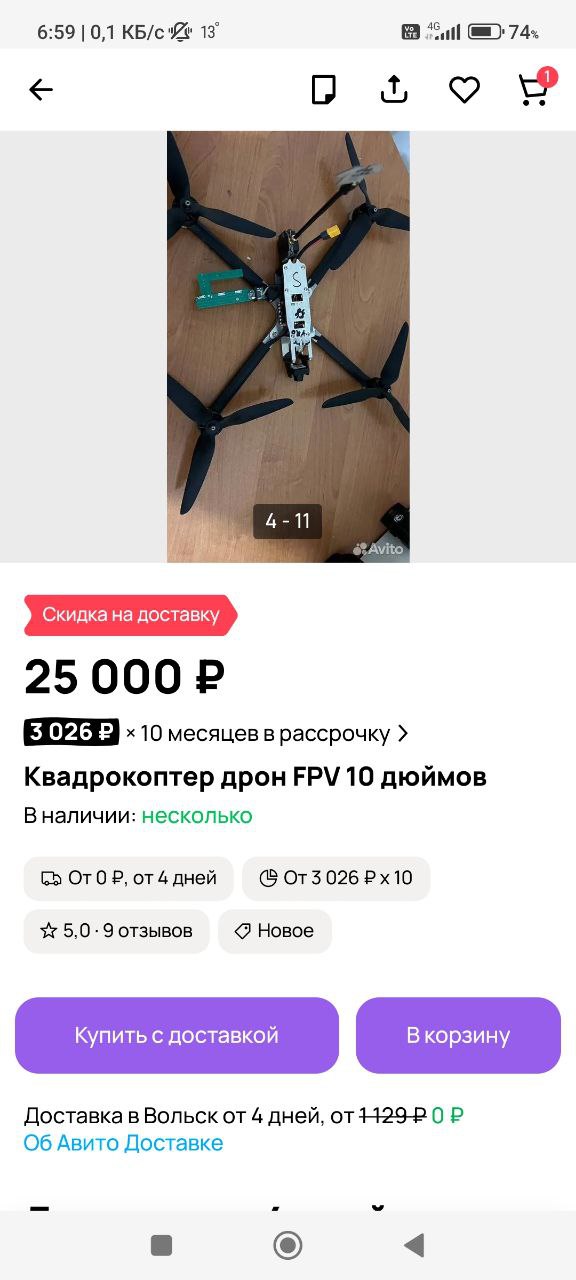 6:59 | 0,1 КБ/с 13°
Vo LTE 4G 74%
1
S
4 - 11
Avito
Скидка на доставку
25 000 ₽
3 026 ₽ × 10 месяцев в рассрочку
Квадрокоптер дрон FPV 10 дюймов
В наличии: несколько
От 0 ₽, от 4 дней
От 3 026 ₽ х 10
5,0 · 9 отзывов
Новое
Купить с доставкой
В корзину
Доставка в Вольск от 4 дней, от 1 129 ₽ 0 ₽
Об Авито Доставке